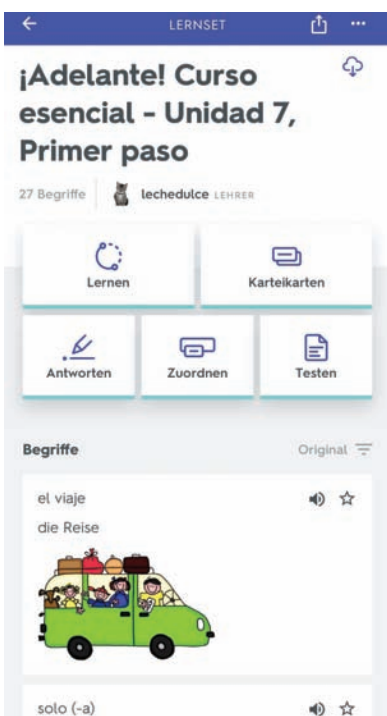 LERNSET
¡Adelante! Curso
esencial - Unidad 7,
Primer paso
27 Begriffe lechedulce LEHRER
Lernen Karteikarten
Antworten Zuordnen Testen
Begriffe Original
el viaje
die Reise
solo (-a)